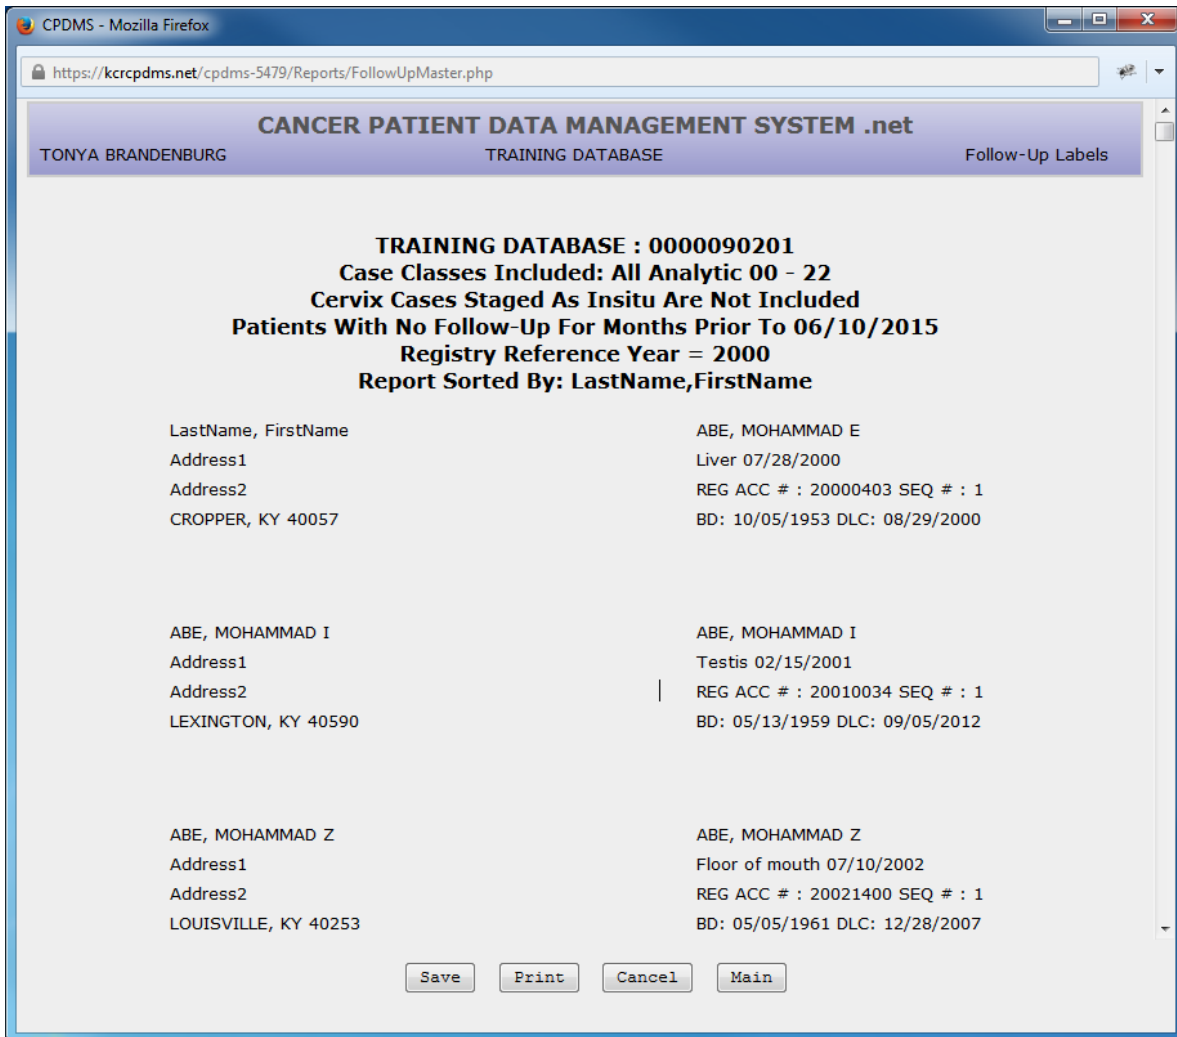 CPDMS - Mozilla Firefox
https://kcrcpdms.net/cpdms-5479/Reports/FollowUpMaster.php
CANCER PATIENT DATA MANAGEMENT SYSTEM .net
TONYA BRANDENBURG TRAINING DATABASE Follow-Up Labels
TRAINING DATABASE : 0000090201
Case Classes Included: All Analytic 00 - 22
Cervix Cases Staged As Insitu Are Not Included
Patients With No Follow-Up For Months Prior To 06/10/2015
Registry Reference Year = 2000
Report Sorted By: LastName,FirstName
LastName, FirstName ABE, MOHAMMAD E
Address1 Liver 07/28/2000
Address2 REG ACC # : 20000403 SEQ # : 1
CROPPER, KY 40057 BD: 10/05/1953 DLC: 08/29/2000
ABE, MOHAMMAD I ABE, MOHAMMAD I
Address1 Testis 02/15/2001
Address2 REG ACC # : 20010034 SEQ # : 1
LEXINGTON, KY 40590 BD: 05/13/1959 DLC: 09/05/2012
ABE, MOHAMMAD Z ABE, MOHAMMAD Z
Address1 Floor of mouth 07/10/2002
Address2 REG ACC # : 20021400 SEQ # : 1
LOUISVILLE, KY 40253 BD: 05/05/1961 DLC: 12/28/2007
Save Print Cancel Main